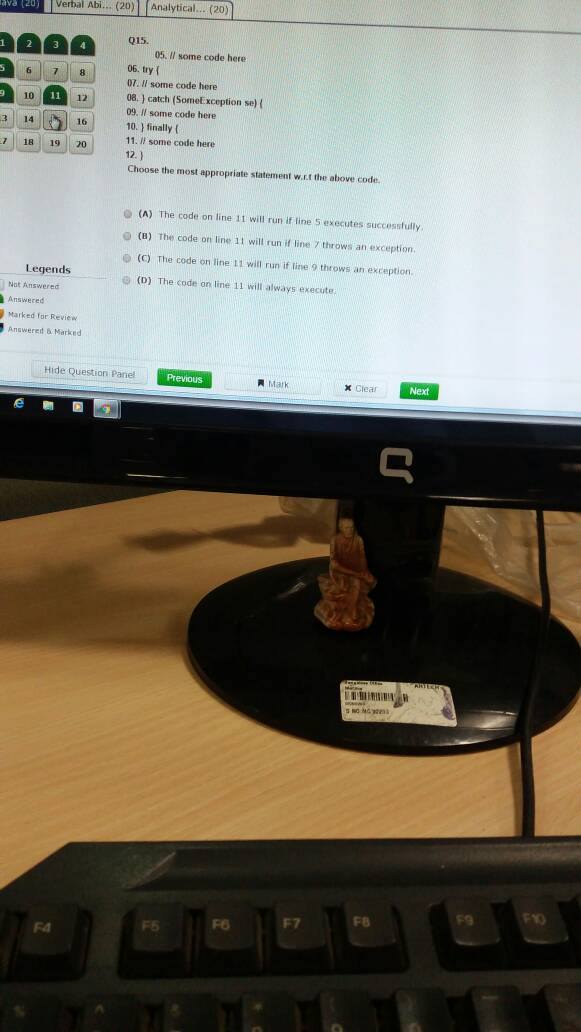 ava (20)
Verbal Abi... (20)
Analytical... (20)
1 2 3 4
5 6 7 8
9 10 11 12
3 14 16
7 18 19 20
Q15.
05. // some code here
06. try {
07. // some code here
08. } catch (SomeException se) {
09. // some code here
10. } finally {
11. // some code here
12. }
Choose the most appropriate statement w.r.t the above code.
(A) The code on line 11 will run if line 5 executes successfully.
(B) The code on line 11 will run if line 7 throws an exception.
(C) The code on line 11 will run if line 9 throws an exception.
(D) The code on line 11 will always execute.
Legends
Not Answered
Answered
Marked for Review
Answered & Marked
Hide Question Panel
Previous
Mark
Clear
Next
ARTECH
F4 F5 F6 F7 F8 F9 F10